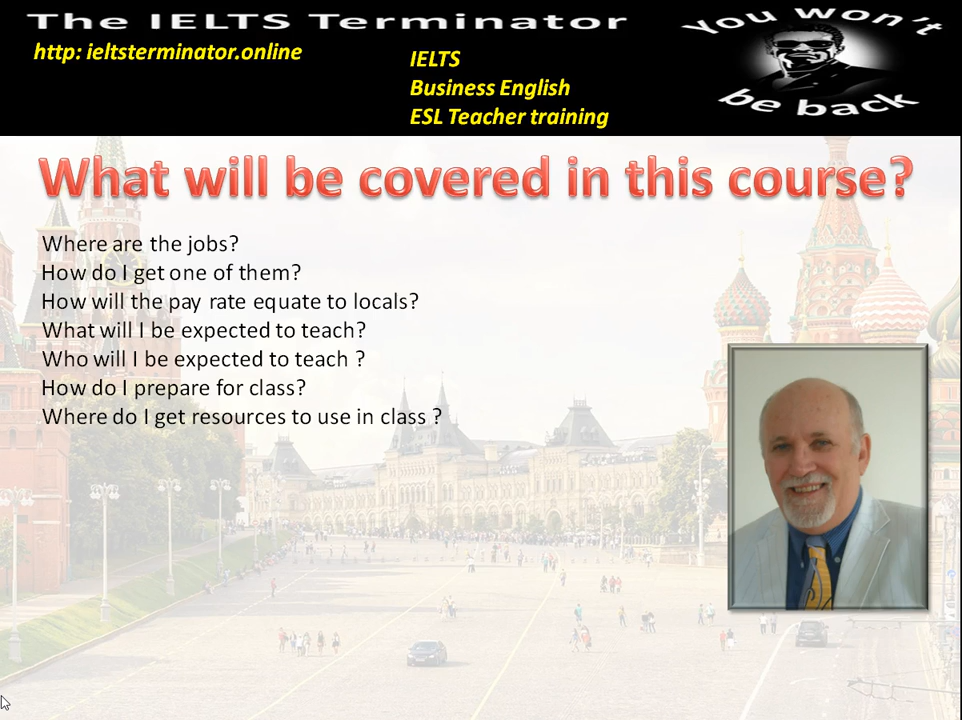 The IELTS Terminator
http: ieltsterminator.online
IELTS
Business English
ESL Teacher training
You won't
be back
What will be covered in this course?
Where are the jobs?
How do I get one of them?
How will the pay rate equate to locals?
What will I be expected to teach?
Who will I be expected to teach ?
How do I prepare for class?
Where do I get resources to use in class ?